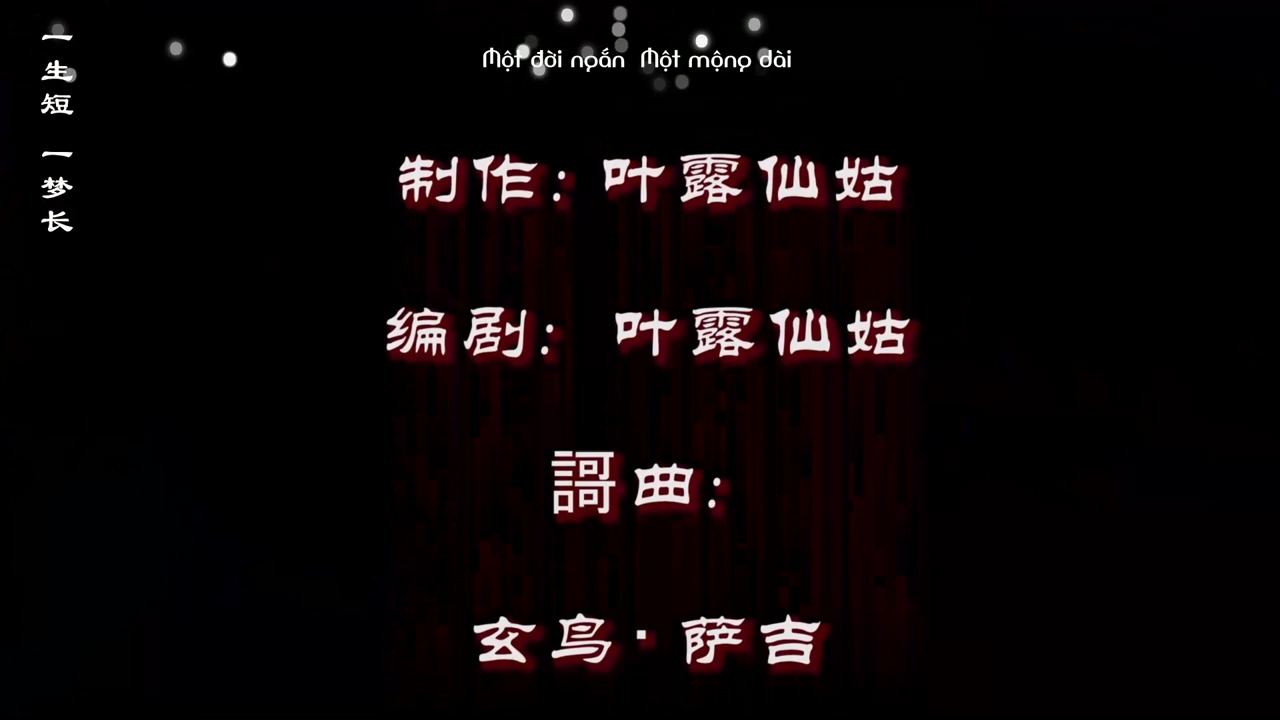 一生短 一梦长
Một đời ngắn Một mộng dài
制作：叶露仙姑
编剧： 叶露仙姑
謌曲：
玄鸟·萨吉